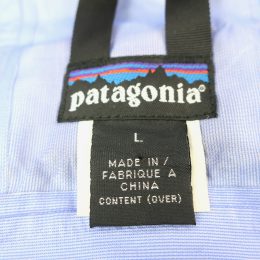 patagonia®
L
MADE IN /
FABRIQUE A
CHINA
CONTENT (OVER)